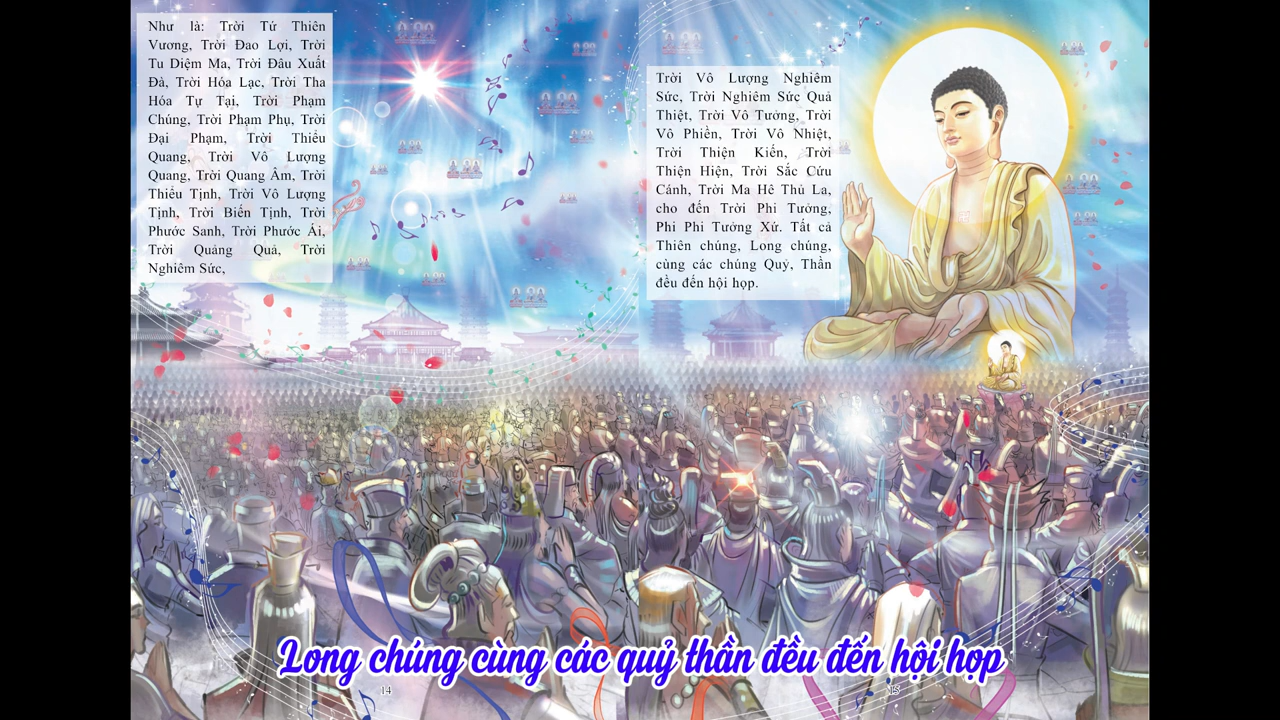 Như là: Trời Tứ Thiên
Vương, Trời Đao Lợi, Trời
Tu Diệm Ma, Trời Đâu Xuất
Đà, Trời Hóa Lạc, Trời Tha
Hóa Tự Tại, Trời Phạm
Chúng, Trời Phạm Phụ, Trời
Đại Phạm, Trời Thiểu
Quang, Trời Vô Lượng
Quang, Trời Quang Âm, Trời
Thiểu Tịnh, Trời Vô Lượng
Tịnh, Trời Biến Tịnh, Trời
Phước Sanh, Trời Phước Ái,
Trời Quảng Quả, Trời
Nghiêm Sức,
Trời Vô Lượng Nghiêm
Sức, Trời Nghiêm Sức Quả
Thiệt, Trời Vô Tưởng, Trời
Vô Phiền, Trời Vô Nhiệt,
Trời Thiện Kiến, Trời
Thiện Hiện, Trời Sắc Cứu
Cánh, Trời Ma Hê Thủ La,
cho đến Trời Phi Tưởng,
Phi Phi Tưởng Xứ. Tất cả
Thiên chúng, Long chúng,
cùng các chúng Quỷ, Thần
đều đến hội họp.
Long chúng cùng các quỷ thần đều đến hội họp
14
15